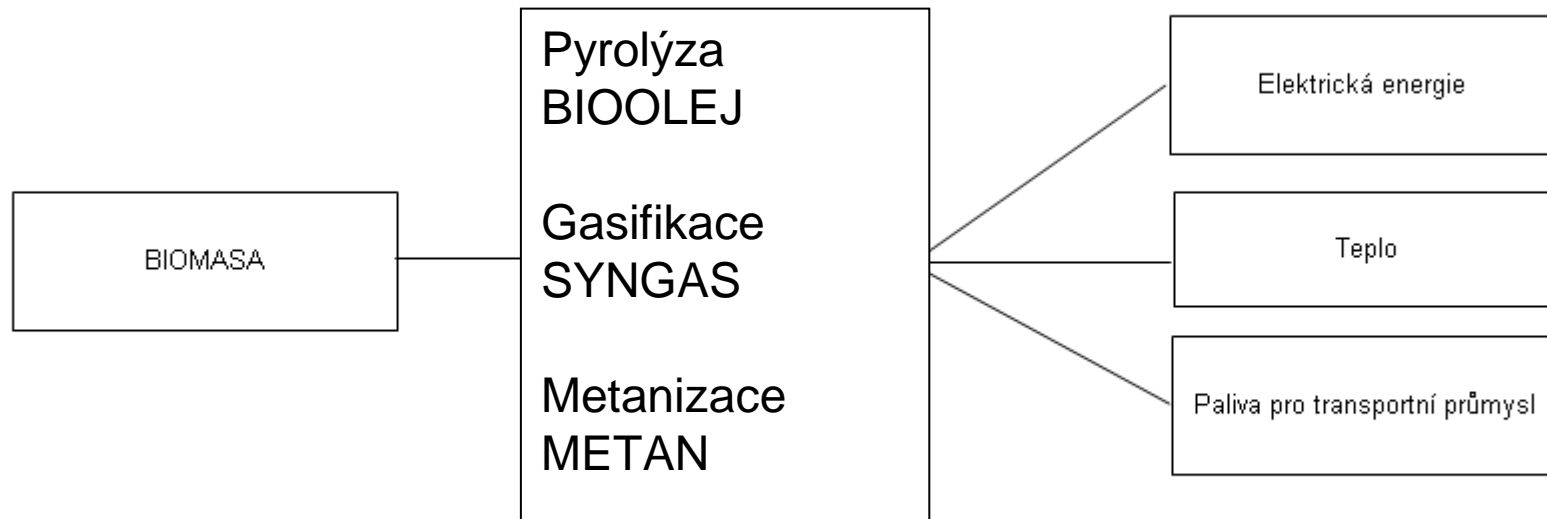 BIOMASA
Pyrolýza
BIOOLEJ
Gasifikace
SYNGAS
Metanizace
METAN
Elektrická energie
Teplo
Paliva pro transportní průmysl